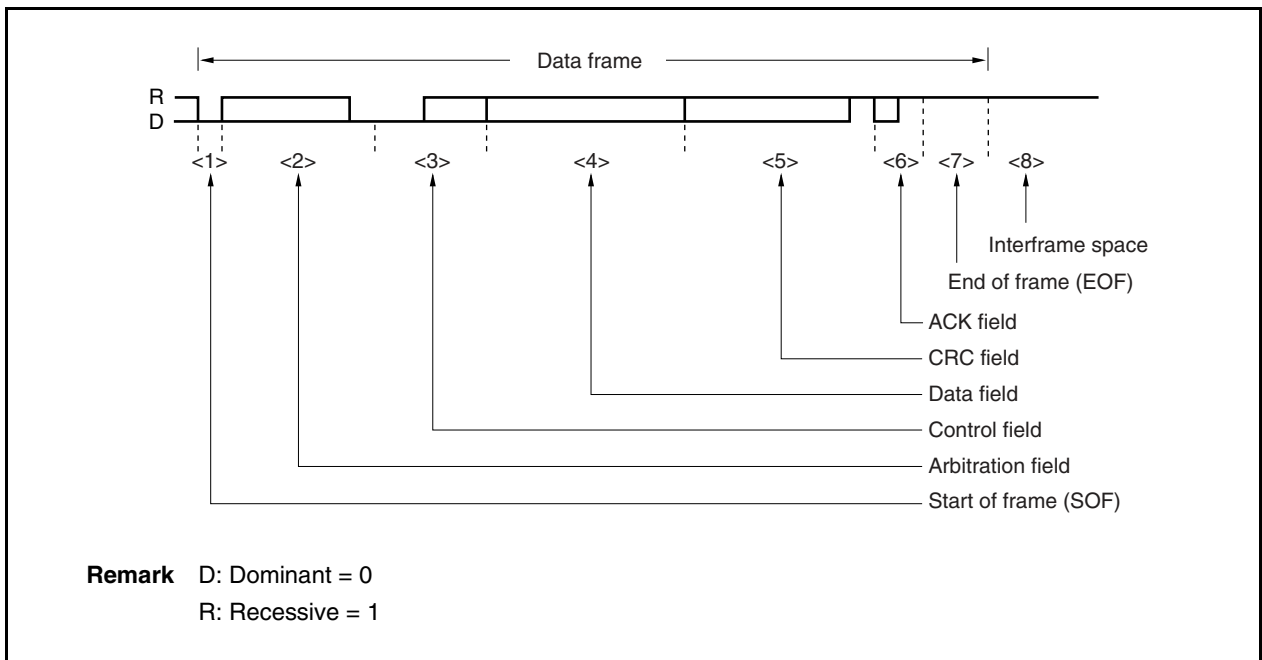 Data frame
R
D
<1> <2> <3> <4> <5> <6> <7> <8>
Interframe space
End of frame (EOF)
ACK field
CRC field
Data field
Control field
Arbitration field
Start of frame (SOF)
Remark D: Dominant = 0
R: Recessive = 1